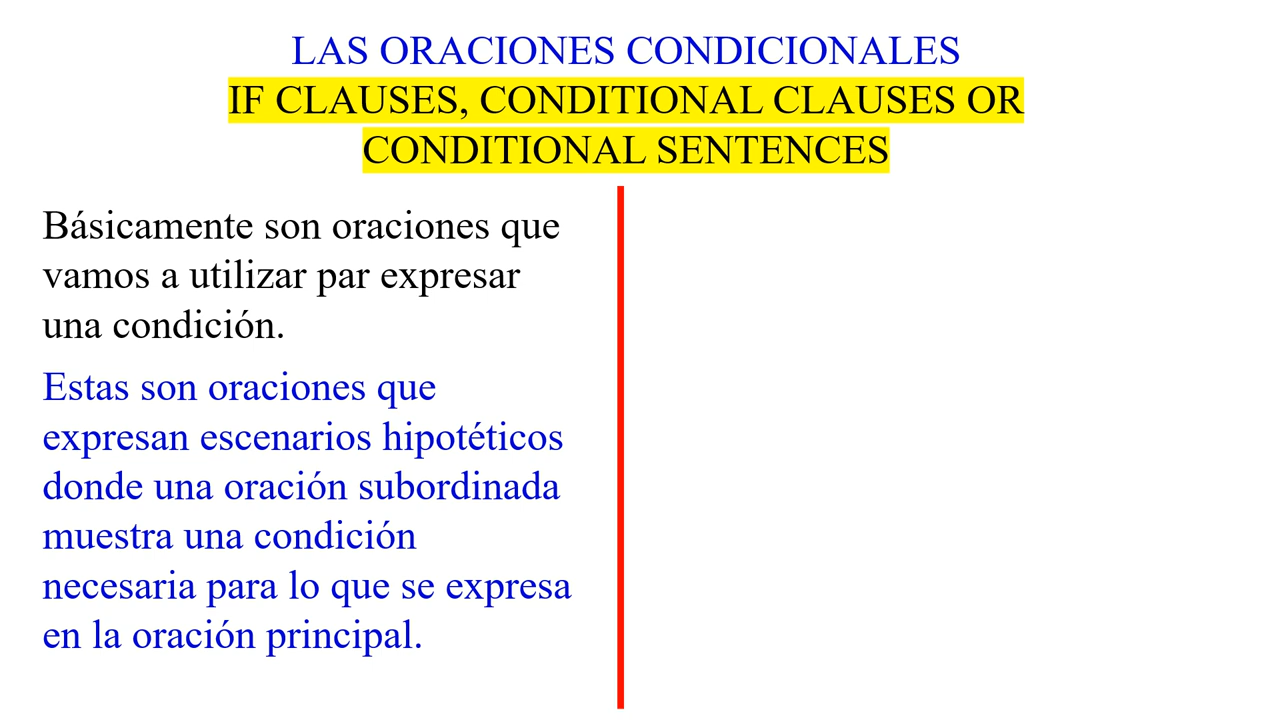 LAS ORACIONES CONDICIONALES
IF CLAUSES, CONDITIONAL CLAUSES OR
CONDITIONAL SENTENCES
Básicamente son oraciones que
vamos a utilizar par expresar
una condición.
Estas son oraciones que
expresan escenarios hipotéticos
donde una oración subordinada
muestra una condición
necesaria para lo que se expresa
en la oración principal.